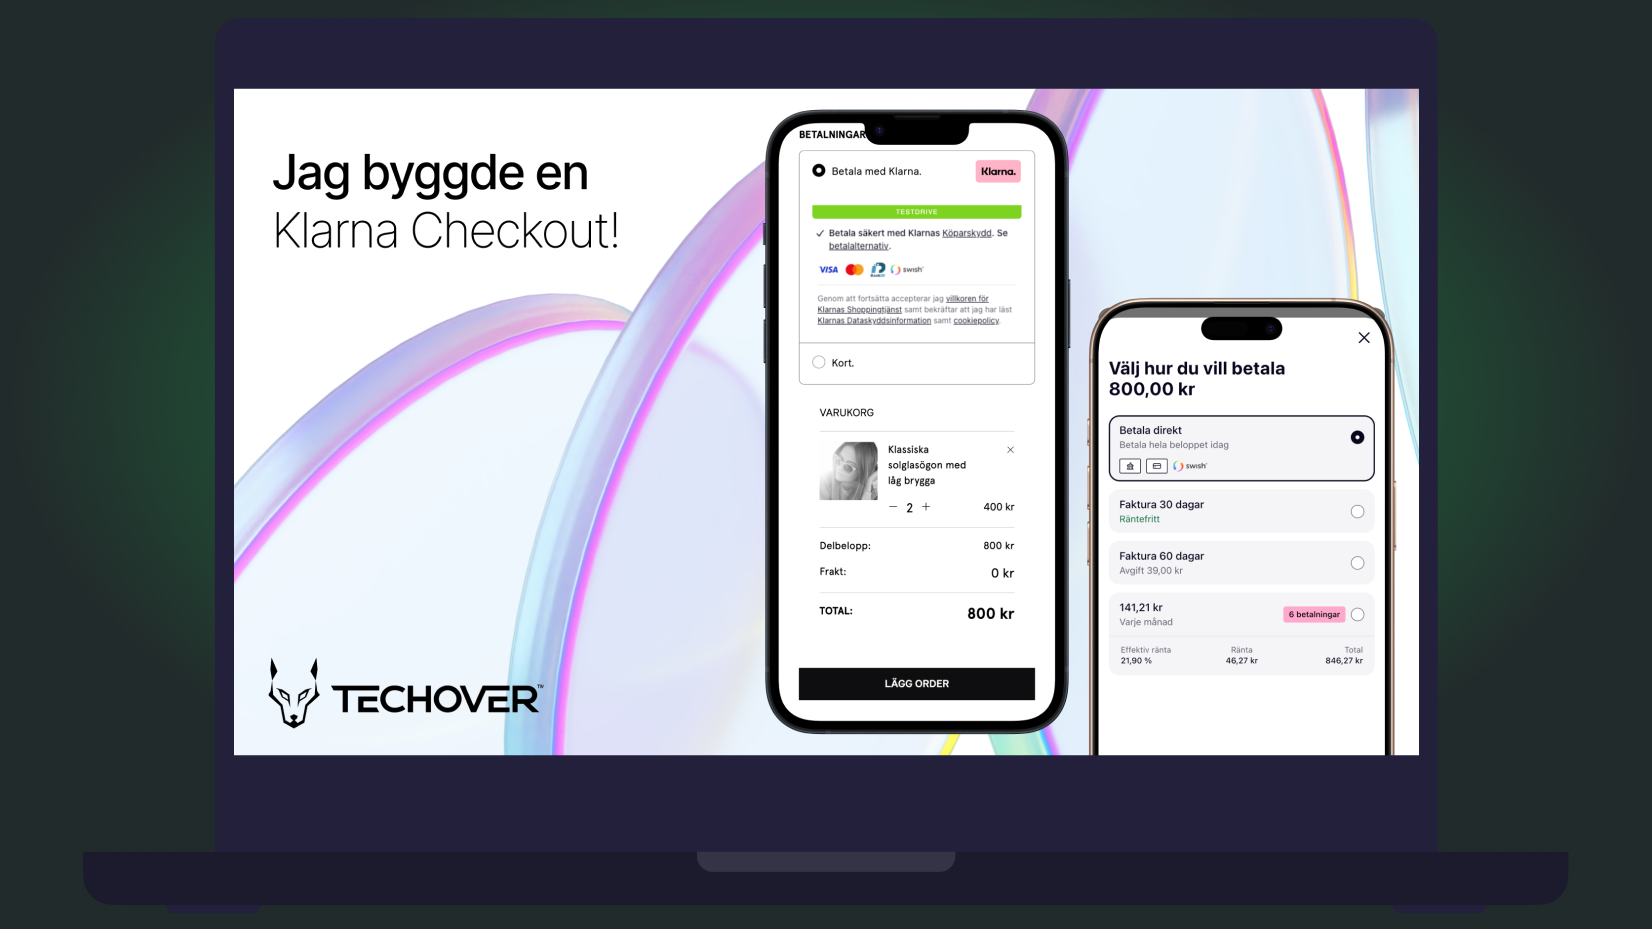 Jag byggde en
Klarna Checkout!
TECHOVER™
BETALNINGAR
Betala med Klarna.
Klarna.
TESTDRIVE
Betala säkert med Klarnas Köparskydd. Se
betalalternativ.
VISA
swish
Genom att fortsätta accepterar jag villkoren för
Klarnas Shoppingtjänst samt bekräftar att jag har läst
Klarnas Dataskyddsinformation samt cookiepolicy.
Kort.
VARUKORG
Klassiska
solglasögon med
låg brygga
2
400 kr
Delbelopp:
800 kr
Frakt:
0 kr
TOTAL:
800 kr
LÄGG ORDER
Välj hur du vill betala
800,00 kr
Betala direkt
Betala hela beloppet idag
swish
Faktura 30 dagar
Räntefritt
Faktura 60 dagar
Avgift 39,00 kr
141,21 kr
Varje månad
6 betalningar
Effektiv ränta
21,90 %
Ränta
46,27 kr
Total
846,27 kr